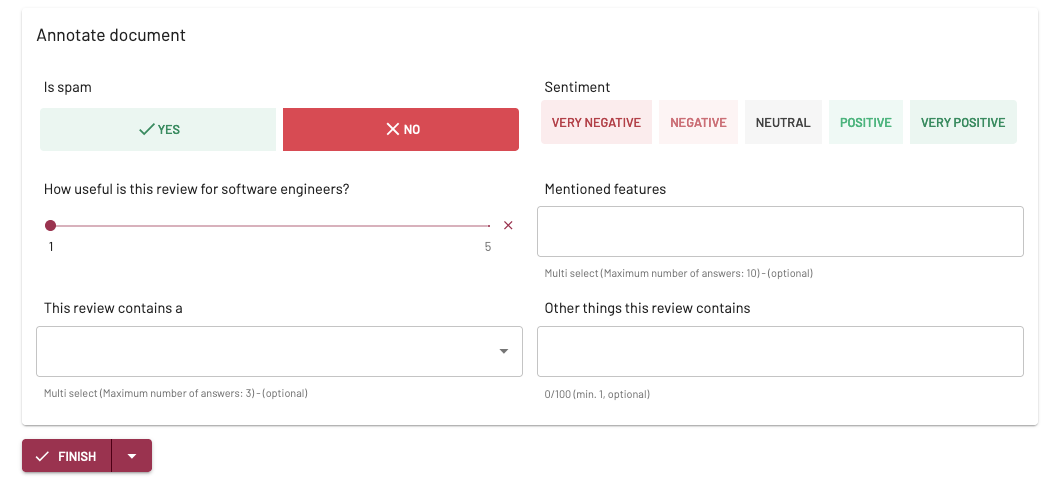 Annotate document
Is spam
YES
NO
Sentiment
VERY NEGATIVE
NEGATIVE
NEUTRAL
POSITIVE
VERY POSITIVE
How useful is this review for software engineers?
1
5
Mentioned features
Multi select (Maximum number of answers: 10) - (optional)
This review contains a
Multi select (Maximum number of answers: 3) - (optional)
Other things this review contains
0/100 (min. 1, optional)
FINISH